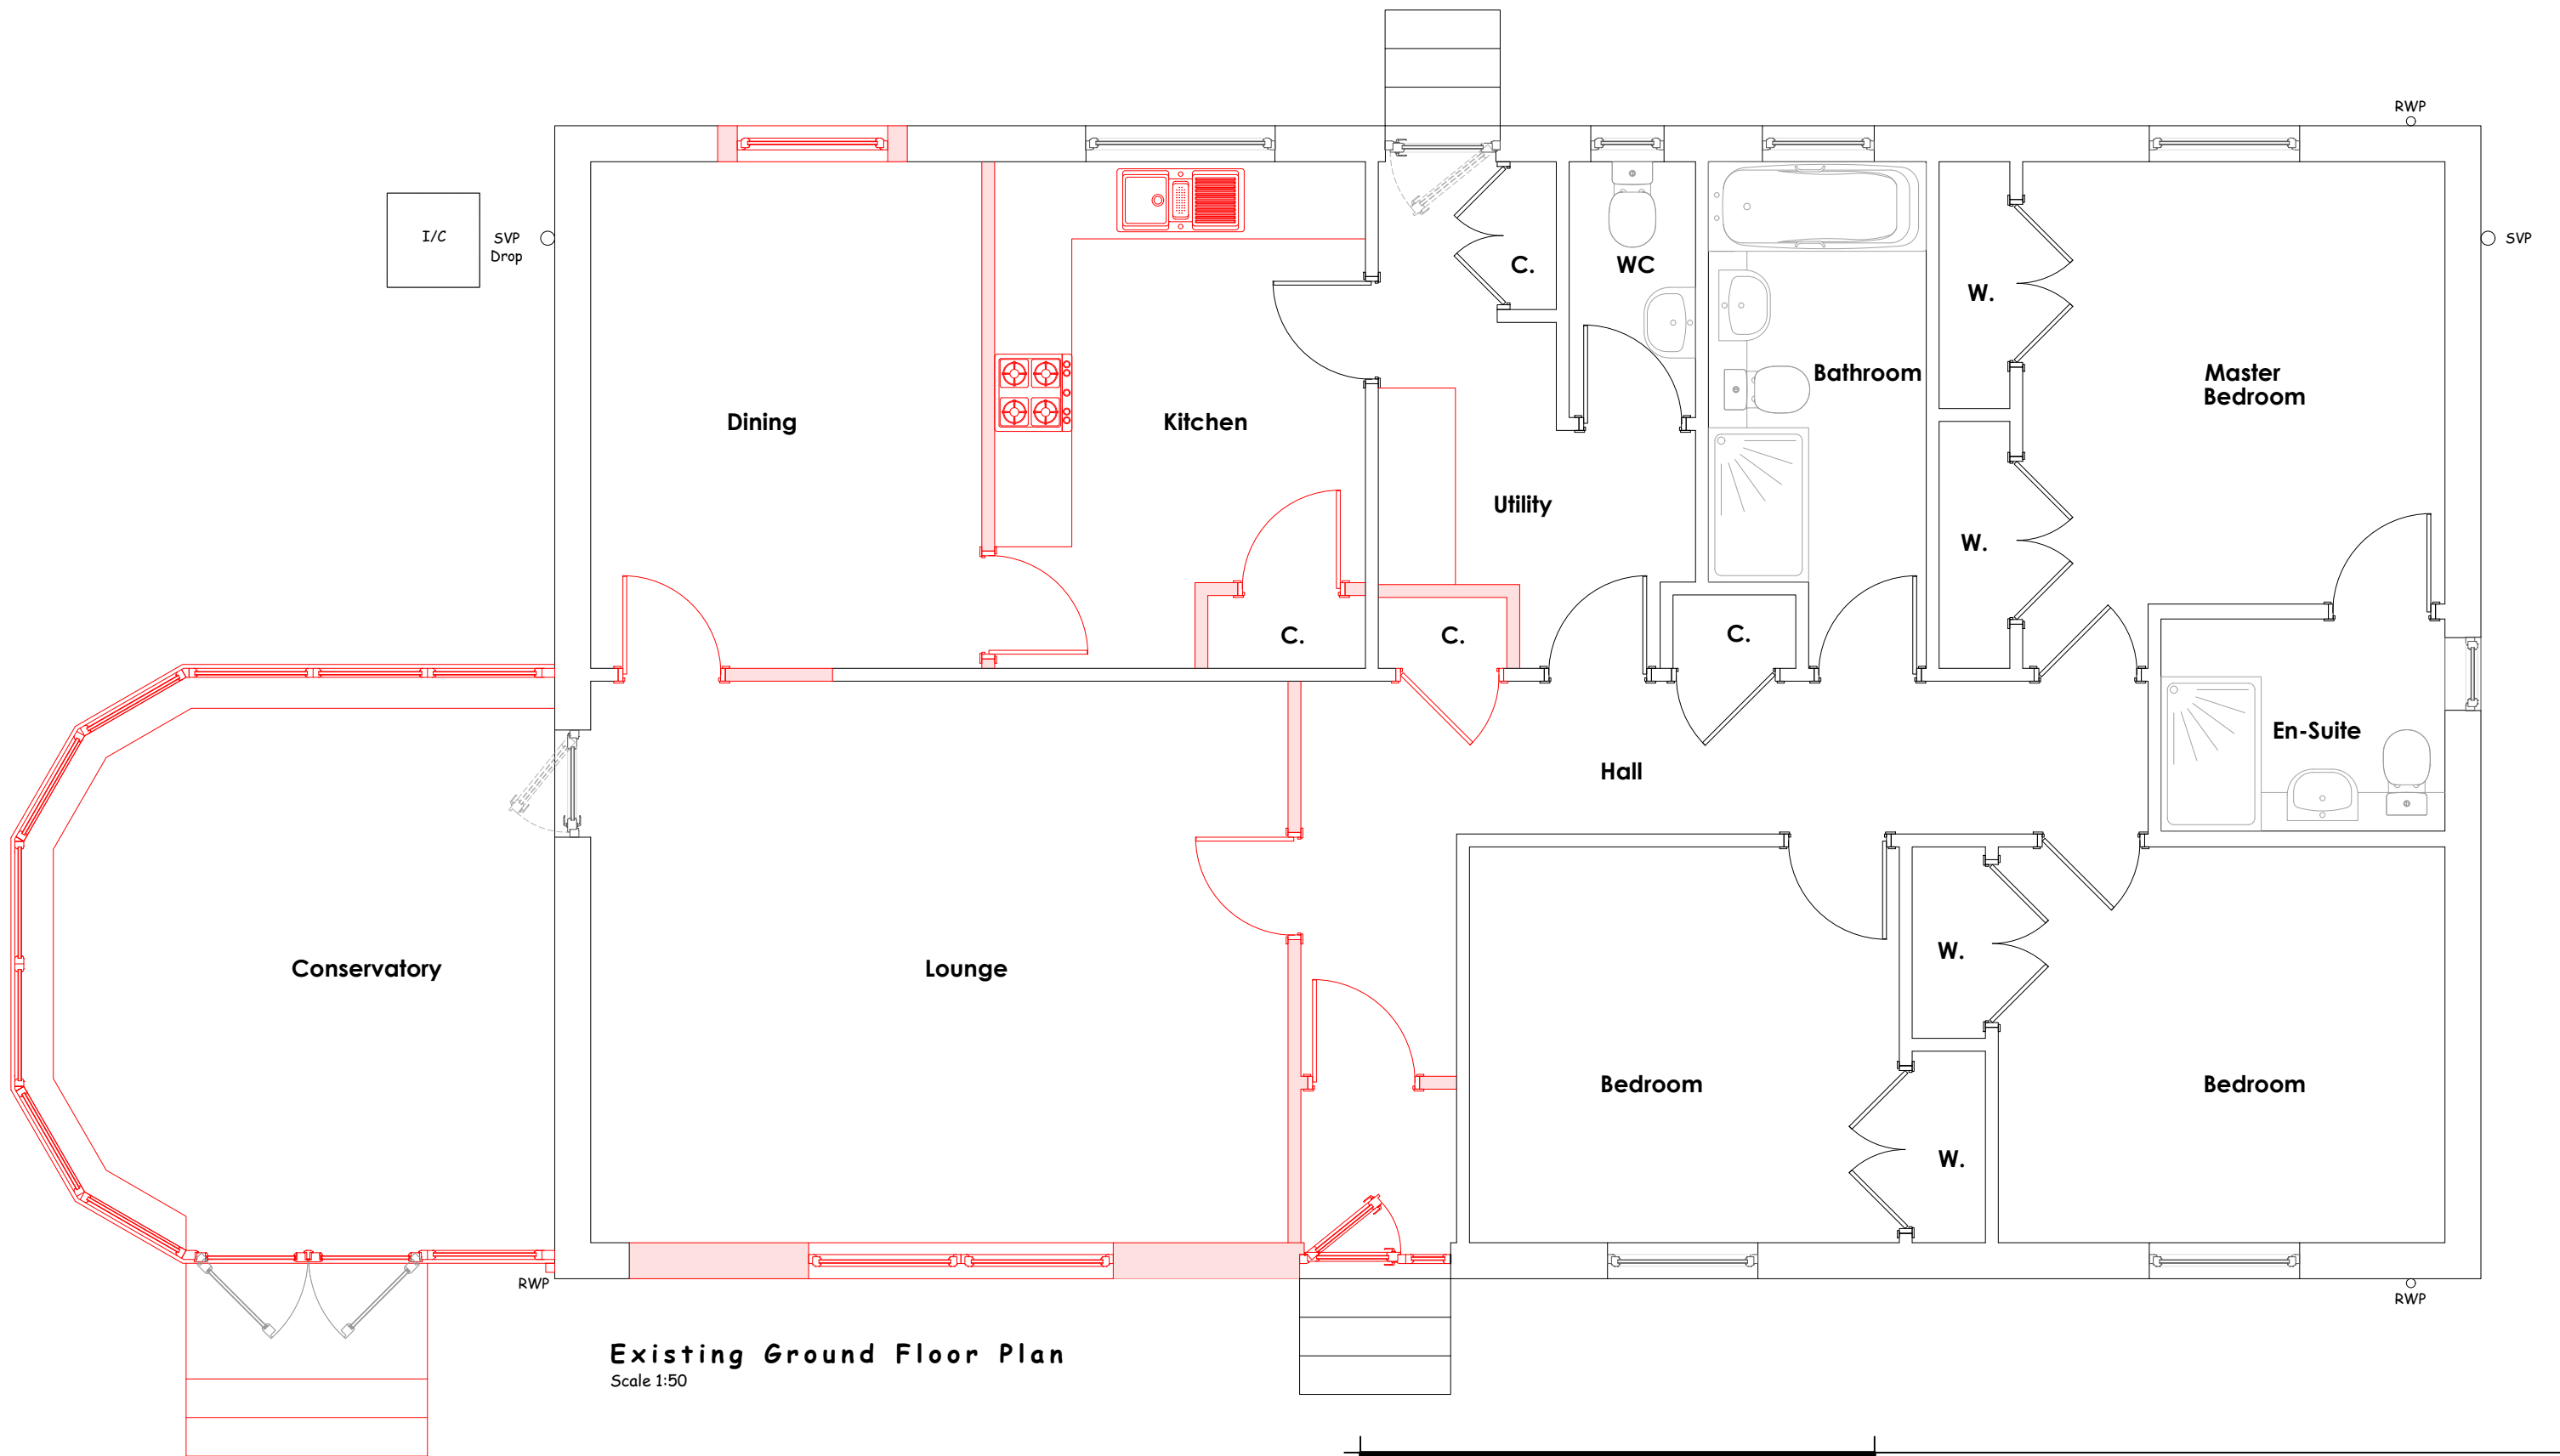 RWP
I/C
SVP
Drop
SVP
C.
WC
W.
Bathroom
Master
Bedroom
Dining
Kitchen
Utility
W.
C.
C.
C.
En-Suite
Hall
Conservatory
Lounge
W.
Bedroom
Bedroom
W.
RWP
RWP
Existing Ground Floor Plan
Scale 1:50